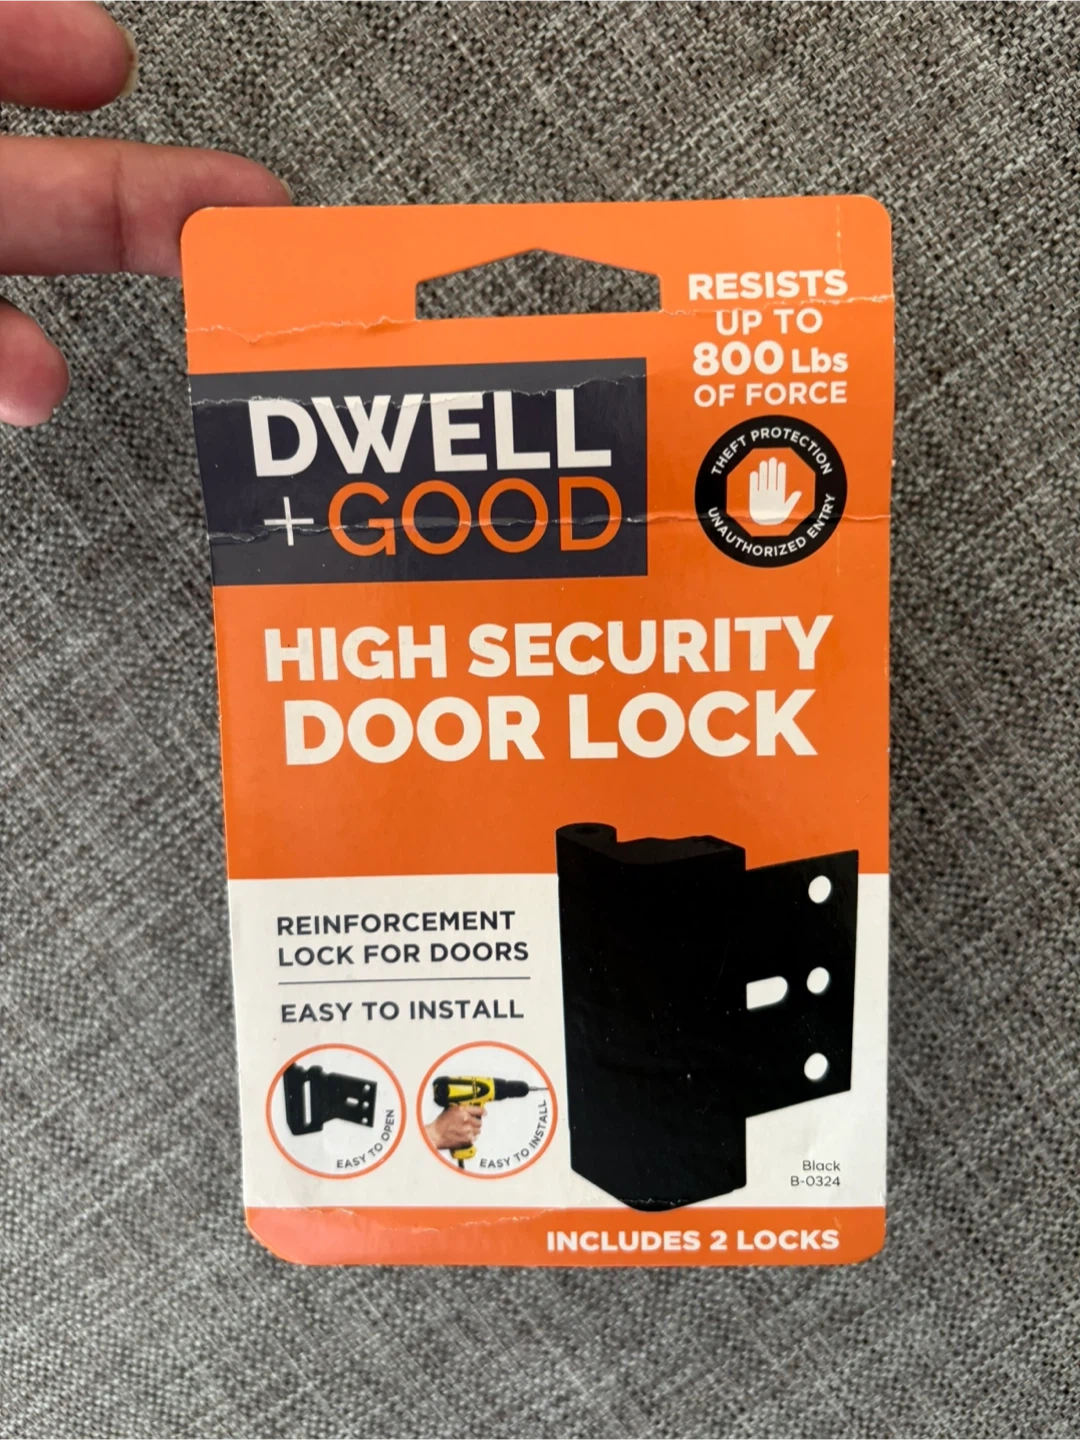 RESISTS
UP TO
800 Lbs
OF FORCE
DWELL
+GOOD
THEFT PROTECTION
UNAUTHORIZED ENTRY
HIGH SECURITY
DOOR LOCK
REINFORCEMENT
LOCK FOR DOORS
EASY TO INSTALL
EASY TO OPEN
EASY TO INSTALL
Black
B-0324
INCLUDES 2 LOCKS